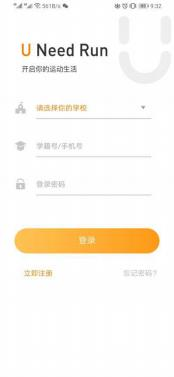 561B/s 9:32
U Need Run
开启你的运动生活
请选择你的学校
学籍号/手机号
登录密码
登录
立即注册 忘记密码?